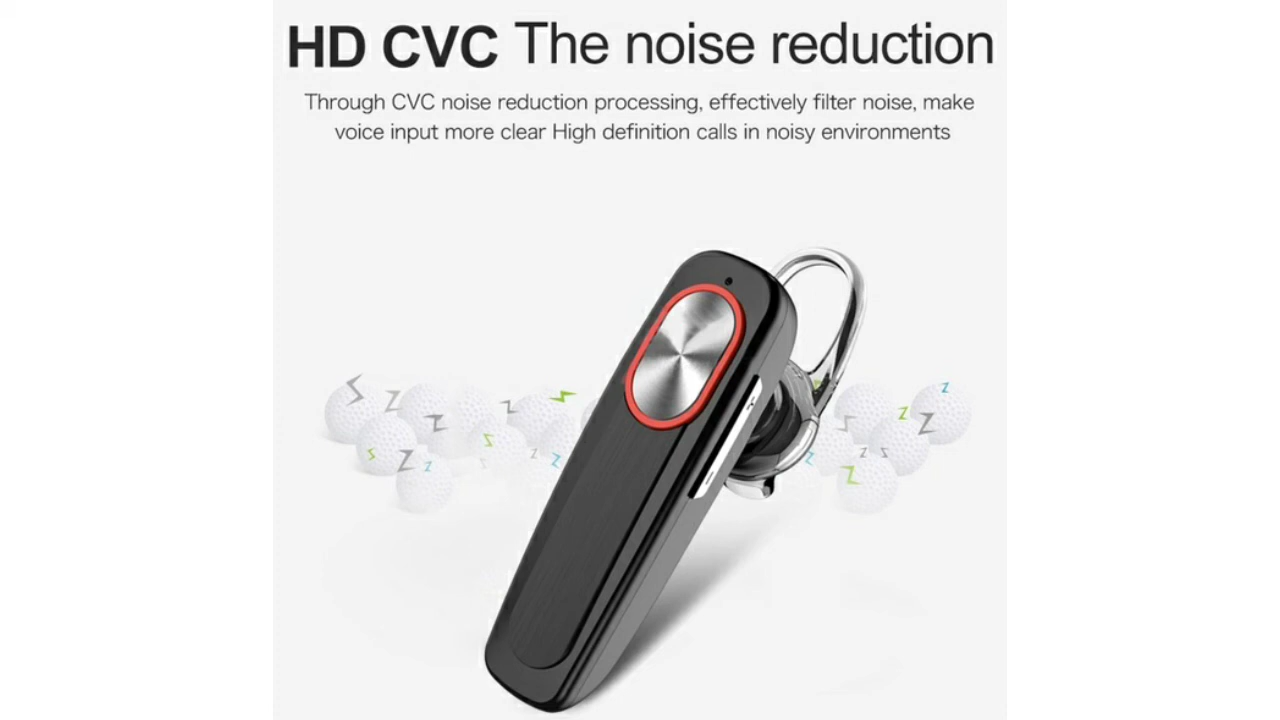 HD CVC The noise reduction
Through CVC noise reduction processing, effectively filter noise, make
voice input more clear High definition calls in noisy environments